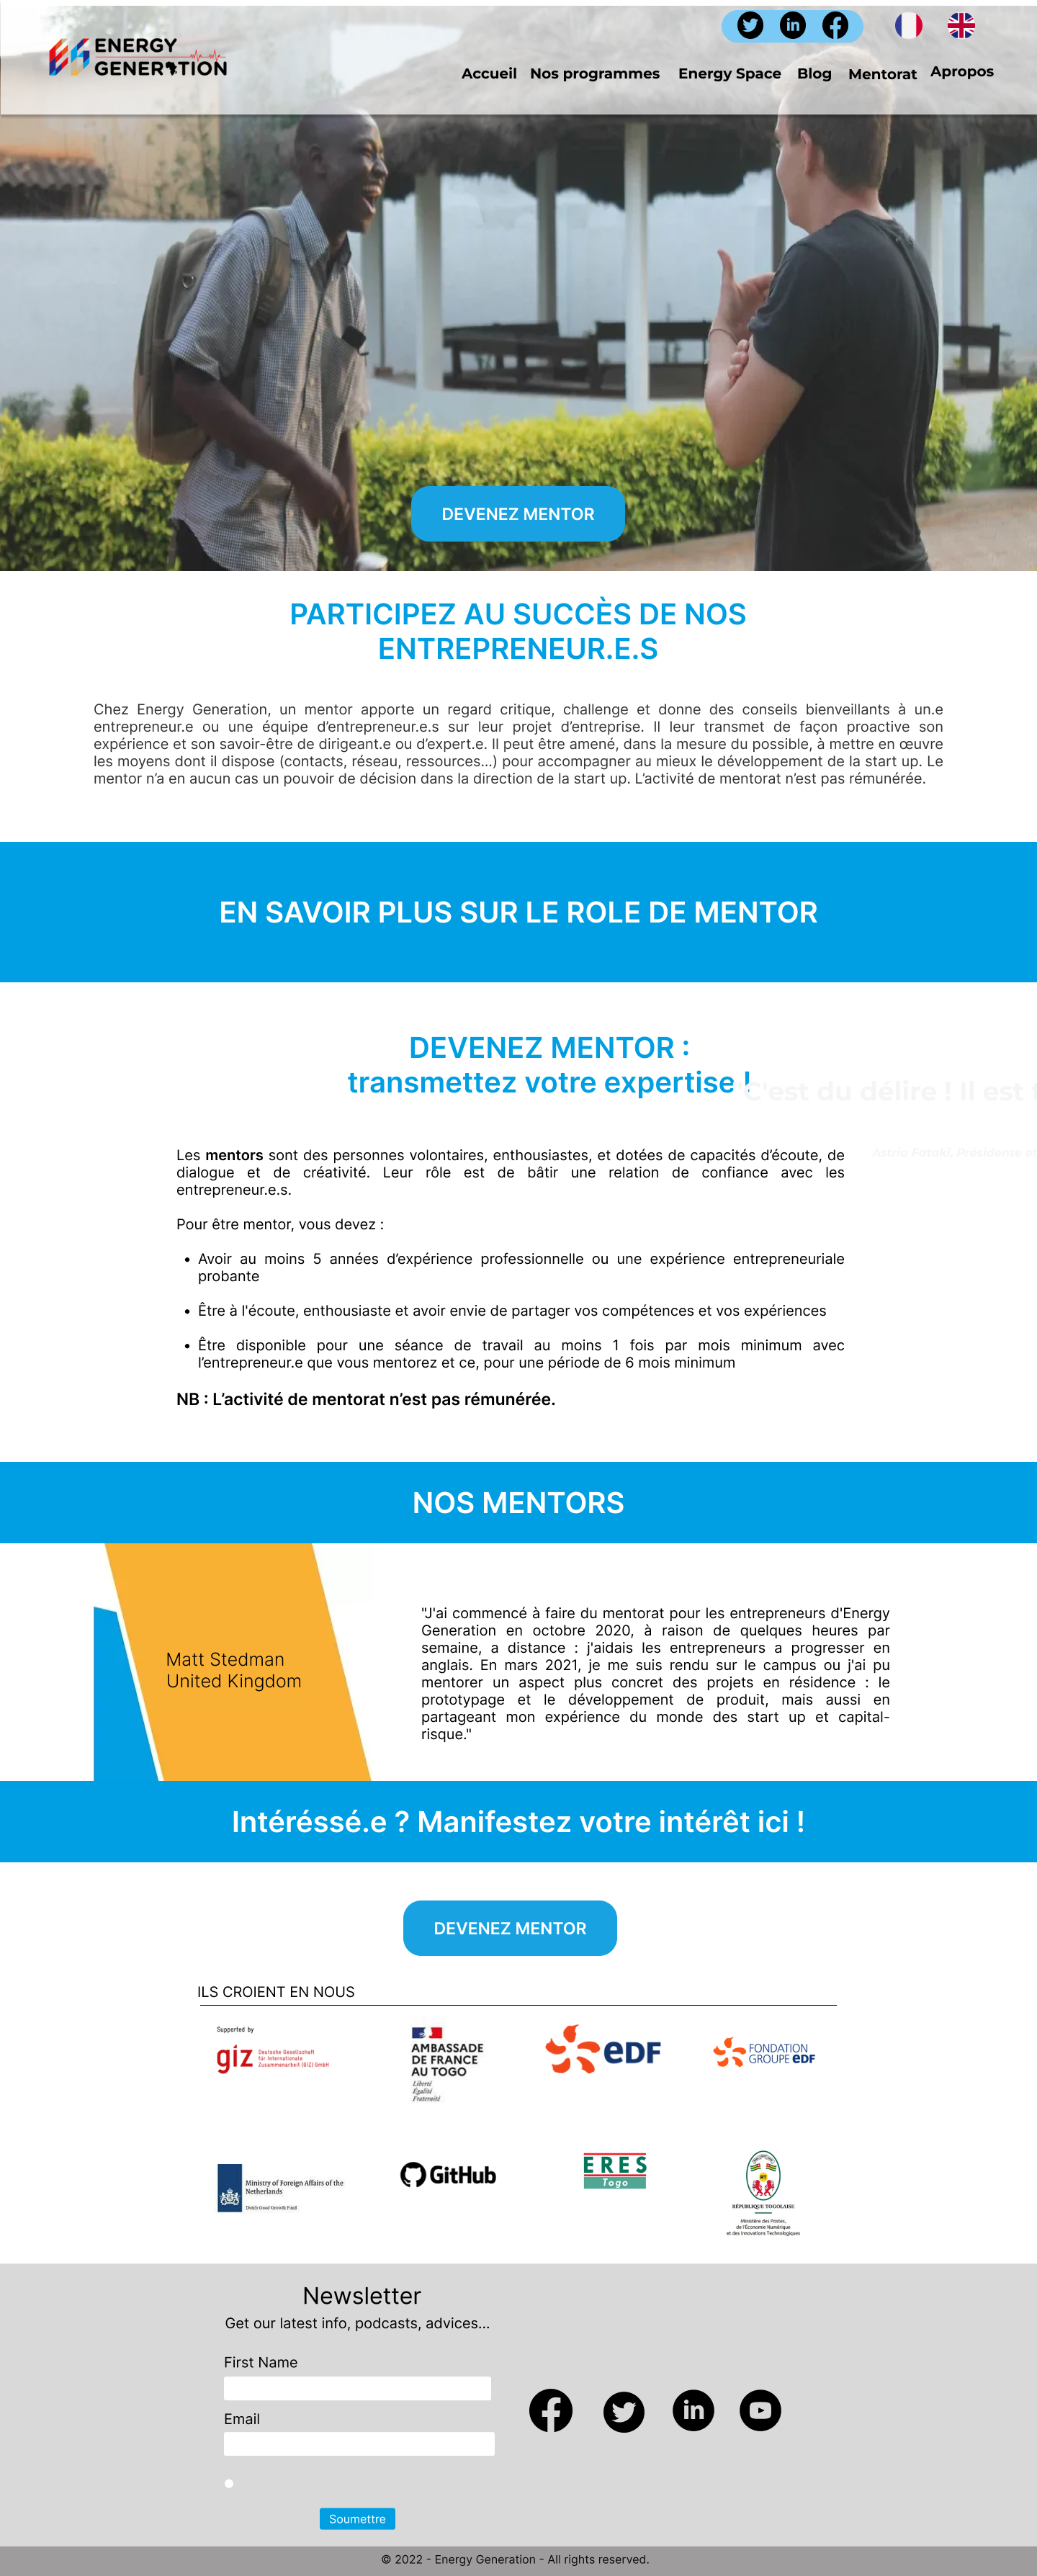 ENERGY
GENERATION
Accueil Nos programmes Energy Space Blog Mentorat Apropos
DEVENEZ MENTOR
PARTICIPEZ AU SUCCÈS DE NOS
ENTREPRENEUR.E.S
Chez Energy Generation, un mentor apporte un regard critique, challenge et donne des conseils bienveillants à un.e
entrepreneur.e ou une équipe d’entrepreneur.e.s sur leur projet d’entreprise. Il leur transmet de façon proactive son
expérience et son savoir-être de dirigeant.e ou d’expert.e. Il peut être amené, dans la mesure du possible, à mettre en œuvre
les moyens dont il dispose (contacts, réseau, ressources...) pour accompagner au mieux le développement de la start up. Le
mentor n’a en aucun cas un pouvoir de décision dans la direction de la start up. L’activité de mentorat n’est pas rémunérée.
EN SAVOIR PLUS SUR LE ROLE DE MENTOR
DEVENEZ MENTOR :
transmettez votre expertise !
C'est du délire ! Il est
Astria Fataki, Présidente et
Les mentors sont des personnes volontaires, enthousiastes, et dotées de capacités d’écoute, de
dialogue et de créativité. Leur rôle est de bâtir une relation de confiance avec les
entrepreneur.e.s.
Pour être mentor, vous devez :
• Avoir au moins 5 années d’expérience professionnelle ou une expérience entrepreneuriale
probante
• Être à l'écoute, enthousiaste et avoir envie de partager vos compétences et vos expériences
• Être disponible pour une séance de travail au moins 1 fois par mois minimum avec
l’entrepreneur.e que vous mentorez et ce, pour une période de 6 mois minimum
NB : L’activité de mentorat n’est pas rémunérée.
NOS MENTORS
Matt Stedman
United Kingdom
"J'ai commencé à faire du mentorat pour les entrepreneurs d'Energy
Generation en octobre 2020, à raison de quelques heures par
semaine, a distance : j'aidais les entrepreneurs a progresser en
anglais. En mars 2021, je me suis rendu sur le campus ou j'ai pu
mentorer un aspect plus concret des projets en résidence : le
prototypage et le développement de produit, mais aussi en
partageant mon expérience du monde des start up et capital-
risque."
Intéréssé.e ? Manifestez votre intérêt ici !
DEVENEZ MENTOR
ILS CROIENT EN NOUS
Supported by
giz Deutsche Gesellschaft
für Internationale
Zusammenarbeit (GIZ) GmbH
AMBASSADE
DE FRANCE
AU TOGO
Liberté
Égalité
Fraternité
eDF
FONDATION
GROUPE eDF
Ministry of Foreign Affairs of the
Netherlands
Dutch Good Growth Fund
GitHub
ERES
Togo
RÉPUBLIQUE TOGOLAISE
Ministère des Postes,
de l'Économie Numérique
et des Innovations Technologiques
Newsletter
Get our latest info, podcasts, advices...
First Name
Email
Soumettre
© 2022 - Energy Generation - All rights reserved.